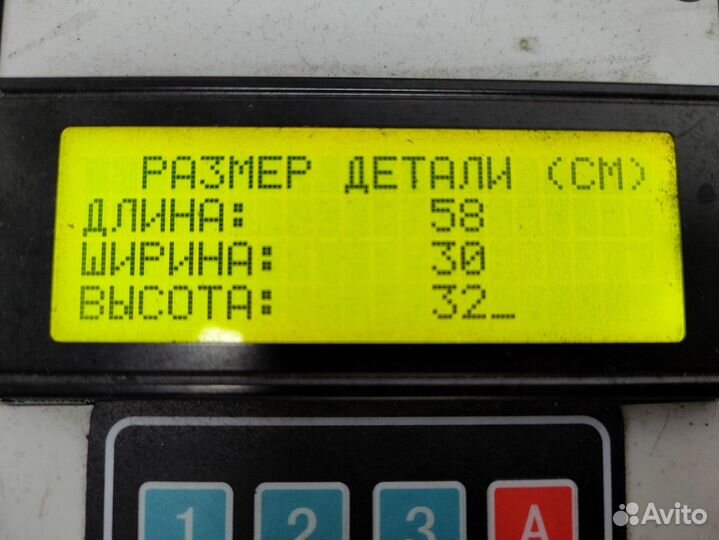 РАЗМЕР ДЕТАЛИ (СМ)
ДЛИНА: 58
ШИРИНА: 30
ВЫСОТА: 32_
1 2 3 A
Avito